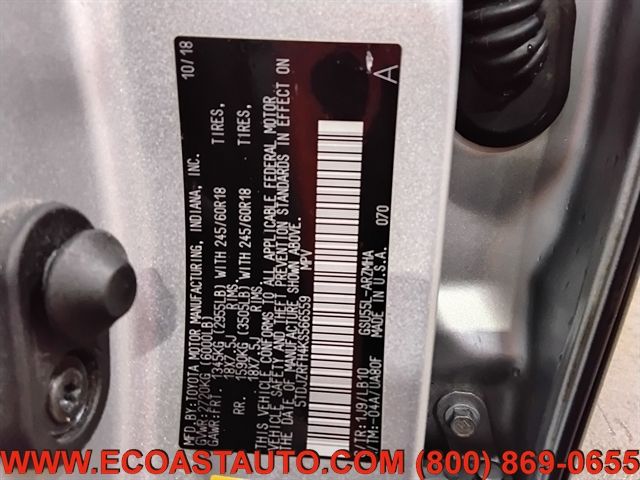 MFD.BY:TOYOTA MOTOR MANUFACTURING, INDIANA, INC. 10/18
GVWR:2720KG (6000LB)
GAWR:FRT. 1345KG (2955LB) WITH 245/60R18 TIRES,
18X7.5J RIMS,
RR. 1590KG (3505LB) WITH 245/60R18 TIRES,
18X7.5J RIMS.
THIS VEHICLE CONFORMS TO ALL APPLICABLE FEDERAL MOTOR
VEHICLE SAFETY AND THEFT PREVENTION STANDARDS IN EFFECT ON
THE DATE OF MANUFACTURE SHOWN ABOVE.
5TDJZRFH4KS566559 MPV
A
C/TR:1J9/LB10 GSU55L-ARZMHA
A/TM:-04A/UA80F MADE IN U.S.A. 070
WWW.ECOASTAUTO.COM (800) 869-0655